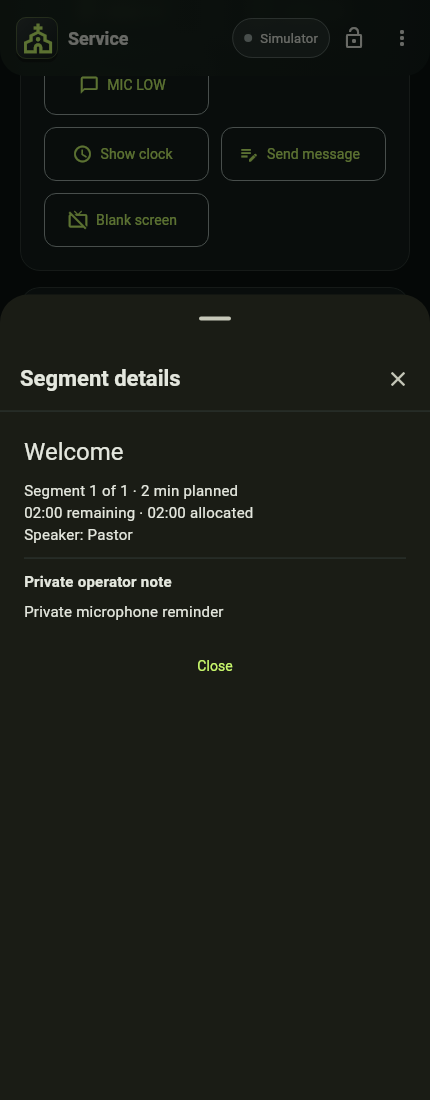 Service
Simulator
MIC LOW
Show clock
Send message
Blank screen
Segment details
Welcome
Segment 1 of 1 · 2 min planned
02:00 remaining · 02:00 allocated
Speaker: Pastor
Private operator note
Private microphone reminder
Close